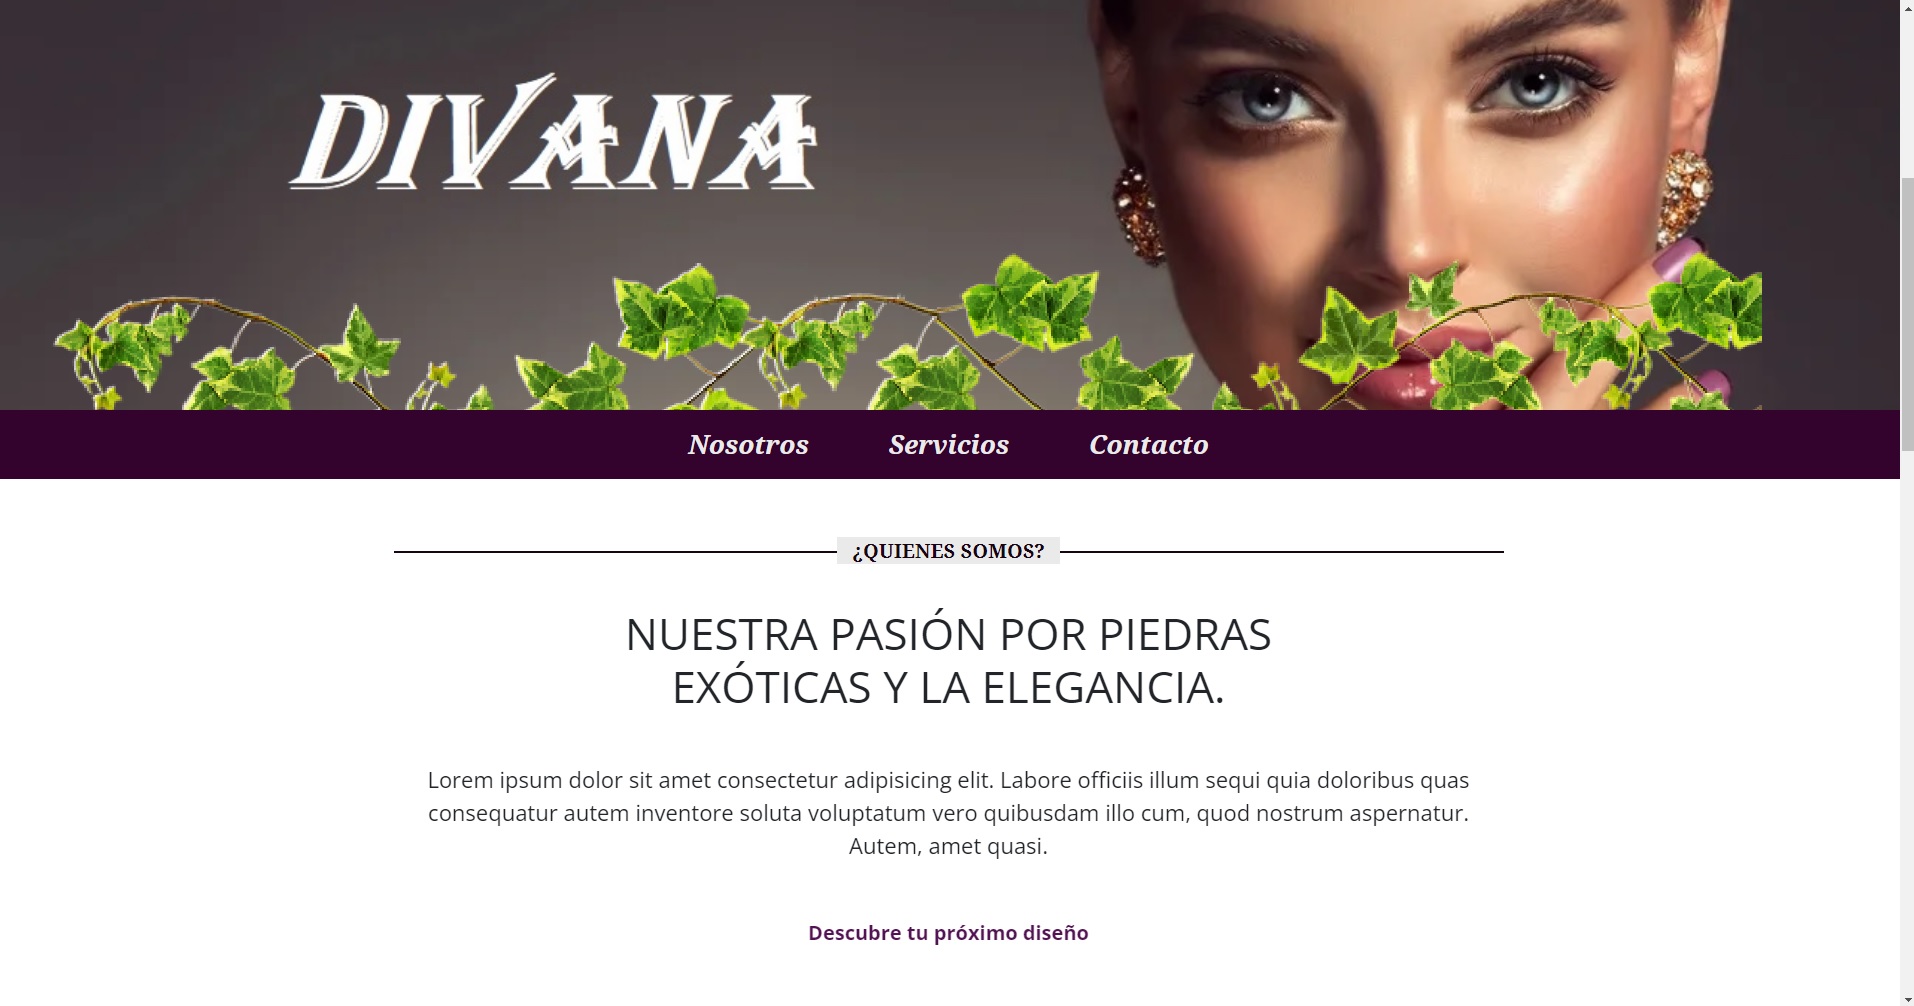 DIVANA
Nosotros Servicios Contacto
¿QUIENES SOMOS?
NUESTRA PASIÓN POR PIEDRAS
EXÓTICAS Y LA ELEGANCIA.
Lorem ipsum dolor sit amet consectetur adipisicing elit. Labore officiis illum sequi quia doloribus quas
consequatur autem inventore soluta voluptatum vero quibusdam illo cum, quod nostrum aspernatur.
Autem, amet quasi.
Descubre tu próximo diseño